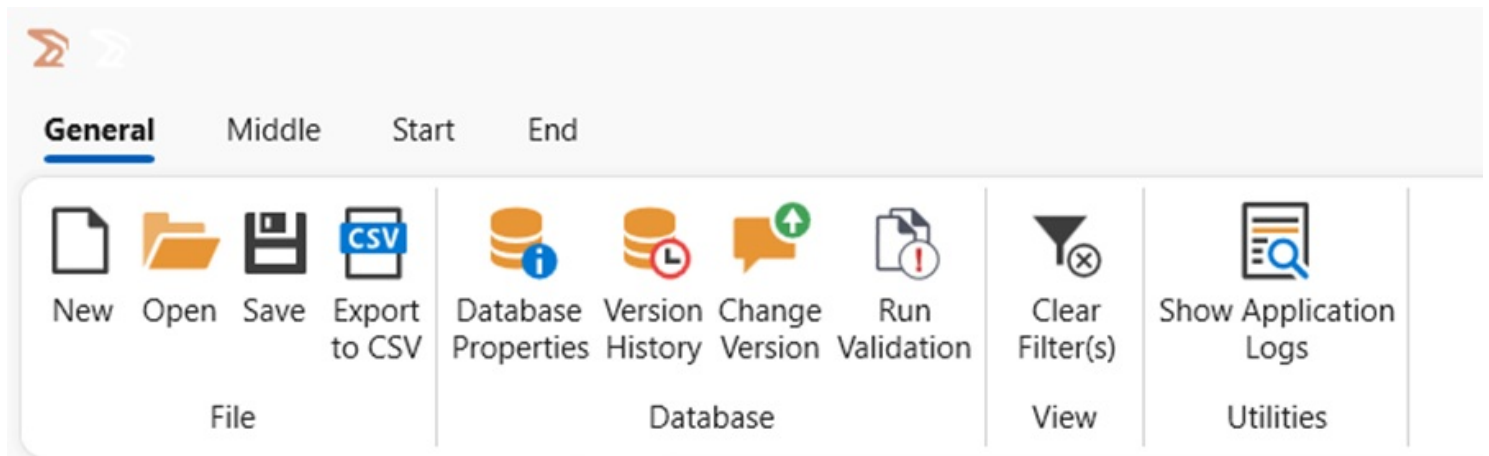 General Middle Start End
CSV
New Open Save Export to CSV Database Properties Version History Change Version Run Validation Clear Filter(s) Show Application Logs
File Database View Utilities